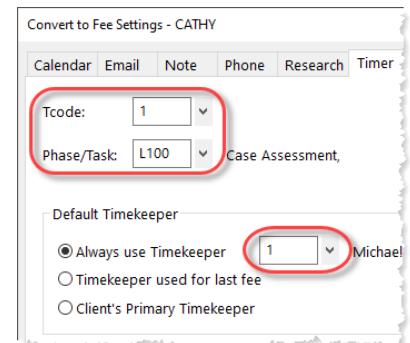 Convert to Fee Settings - CATHY
Calendar Email Note Phone Research Timer
Tcode: 1
Phase/Task: L100 Case Assessment,
Default Timekeeper
Always use Timekeeper 1 Michael
Timekeeper used for last fee
Client's Primary Timekeeper